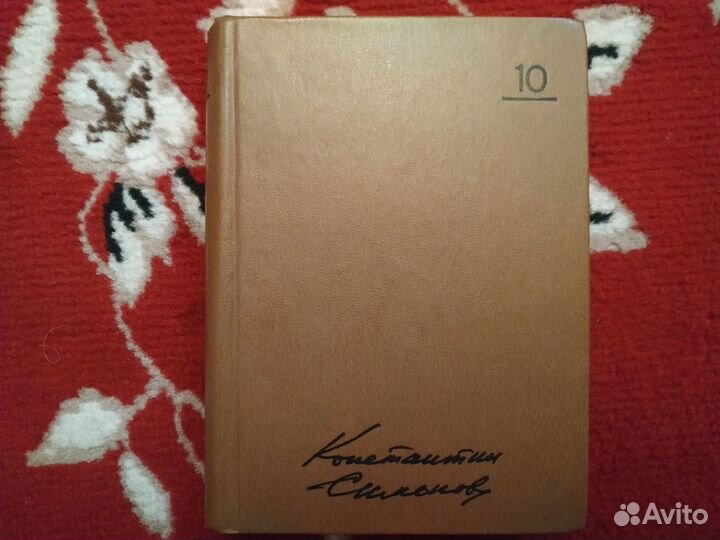 10
Константин
Симонов
Avito